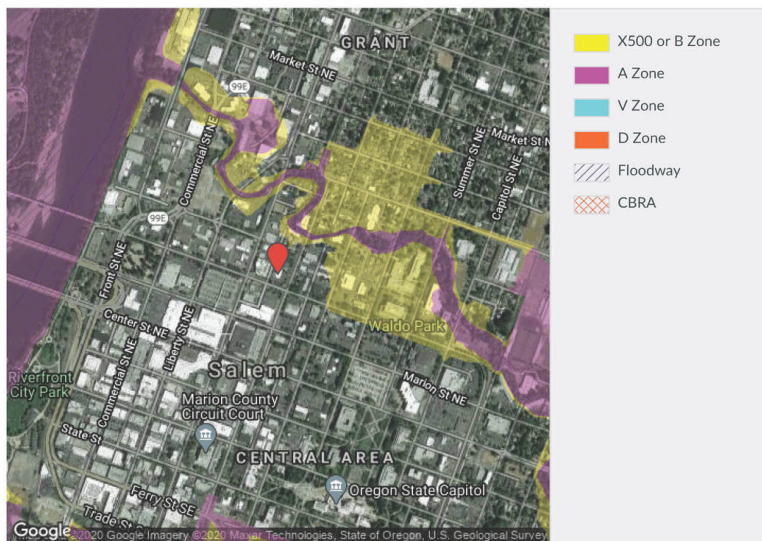 GRANT
Market St NE
99E
Commercial St NE
Summer St NE
Market St N
Capitol St NE
99E
Front St NE
Center St NE
Liberty St NE
Waldo Park
Commercial St NE
Salem
Riverfront
City Park
Marion St NE
Marion County
Circuit Court
State St
CENTRAL AREA
Oregon State Capitol
Ferry St SE
Trade St
Google
©2020 Google Imagery ©2020 Maxar Technologies, State of Oregon, U.S. Geological Survey
X500 or B Zone
A Zone
V Zone
D Zone
Floodway
CBRA